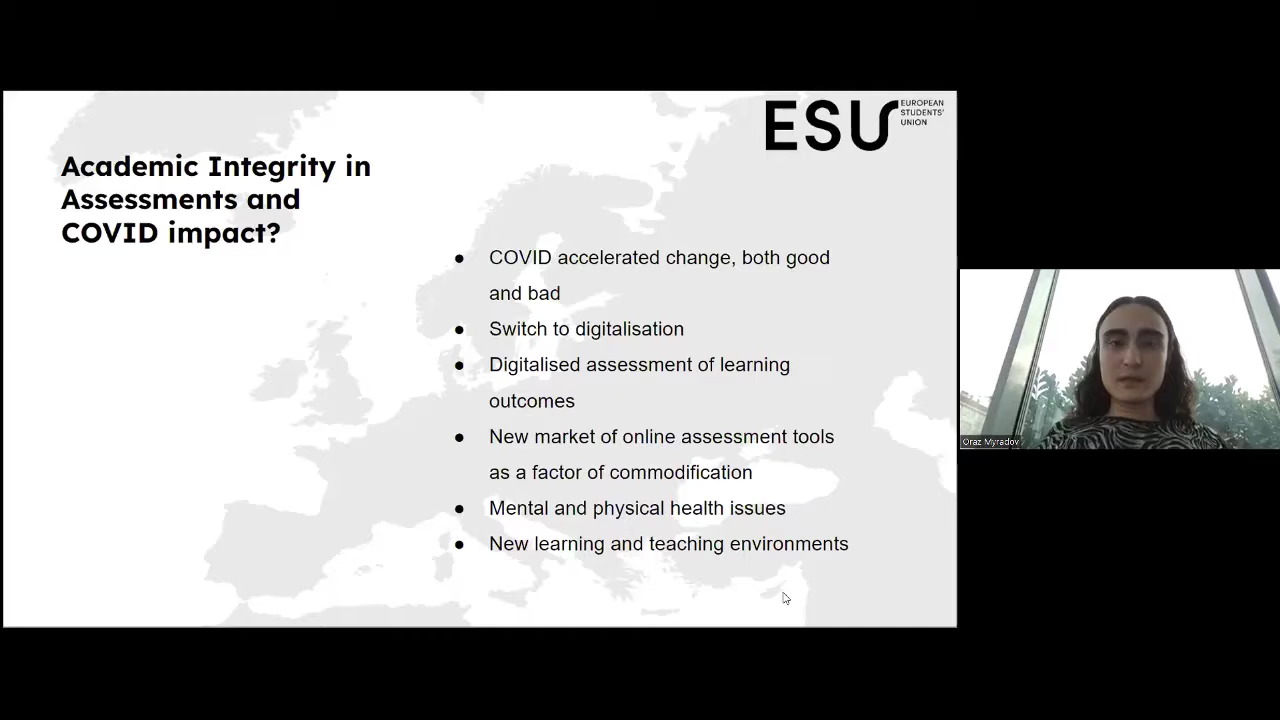 ESU
EUROPEAN
STUDENTS'
UNION
Academic Integrity in
Assessments and
COVID impact?
● COVID accelerated change, both good
and bad
● Switch to digitalisation
● Digitalised assessment of learning
outcomes
● New market of online assessment tools
as a factor of commodification
● Mental and physical health issues
● New learning and teaching environments
Oraz Myradov